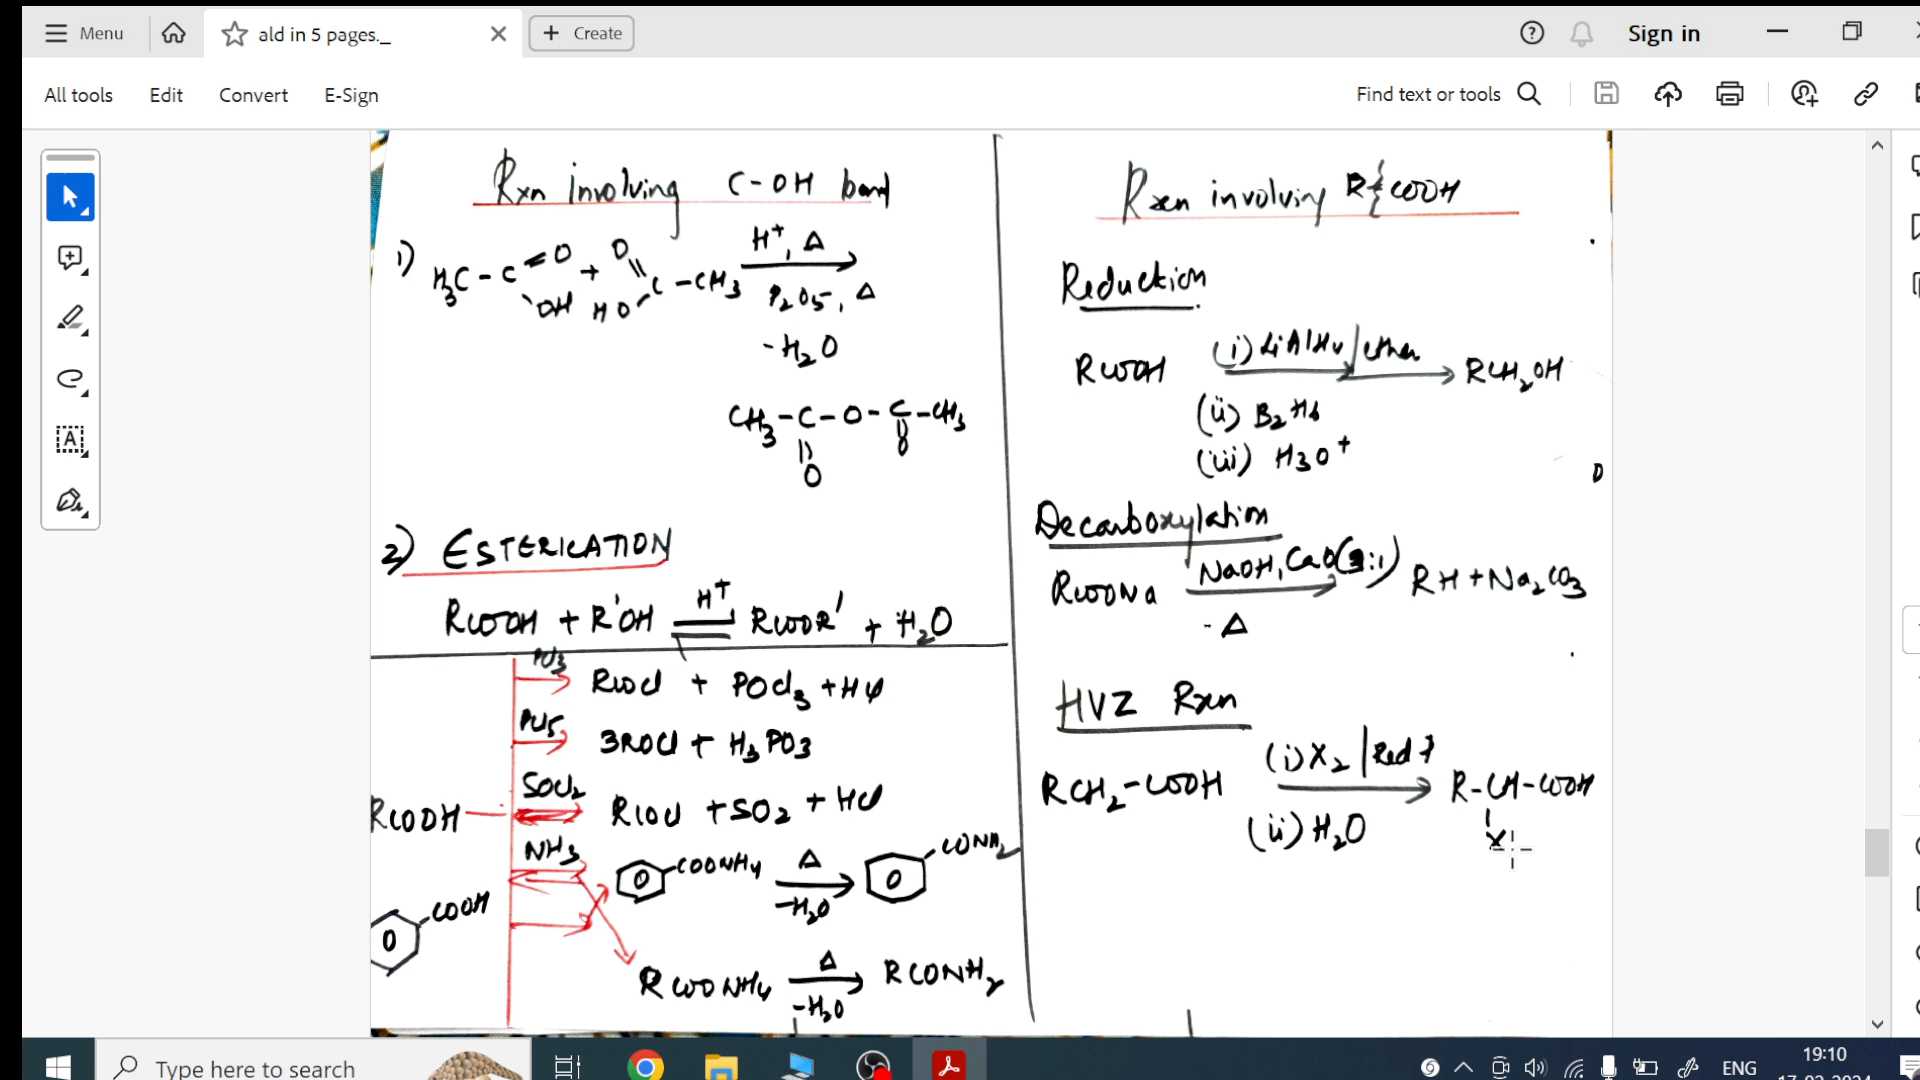 Menu
ald in 5 pages._
Create
Sign in
All tools
Edit
Convert
E-Sign
Find text or tools
Rxn involving C-OH bond
1) H₃C - C =O OH + O HO C - CH₃ H⁺, Δ P₂O₅, Δ
-H₂O
CH₃ - C - O - C - CH₃
O O
2) ESTERICATION
RCOOH + R'OH H⁺ RCOOR' + H₂O
PCl₃ RCOCl + POCl₃ + HCl
PCl₅ 3ROCl + H₃PO₃
RCOOH SOCl₂ RCOCl + SO₂ + HCl
NH₃ COONH₄ Δ -H₂O CONH₂
COOH
RCOONH₄ Δ -H₂O RCONH₂
Rxn involving R COOH
Reduction
RCOOH (i) LiAlH₄/ether RCH₂OH
(ii) B₂H₆
(iii) H3O⁺
Decarboxylation
RCOONa NaOH, CaO(3:1) RH + Na₂CO₃
- Δ
HVZ Rxn
RCH₂-COOH (i) X₂ | Red P R-CH-COOH
(ii) H₂O X
Type here to search
ENG
19:10